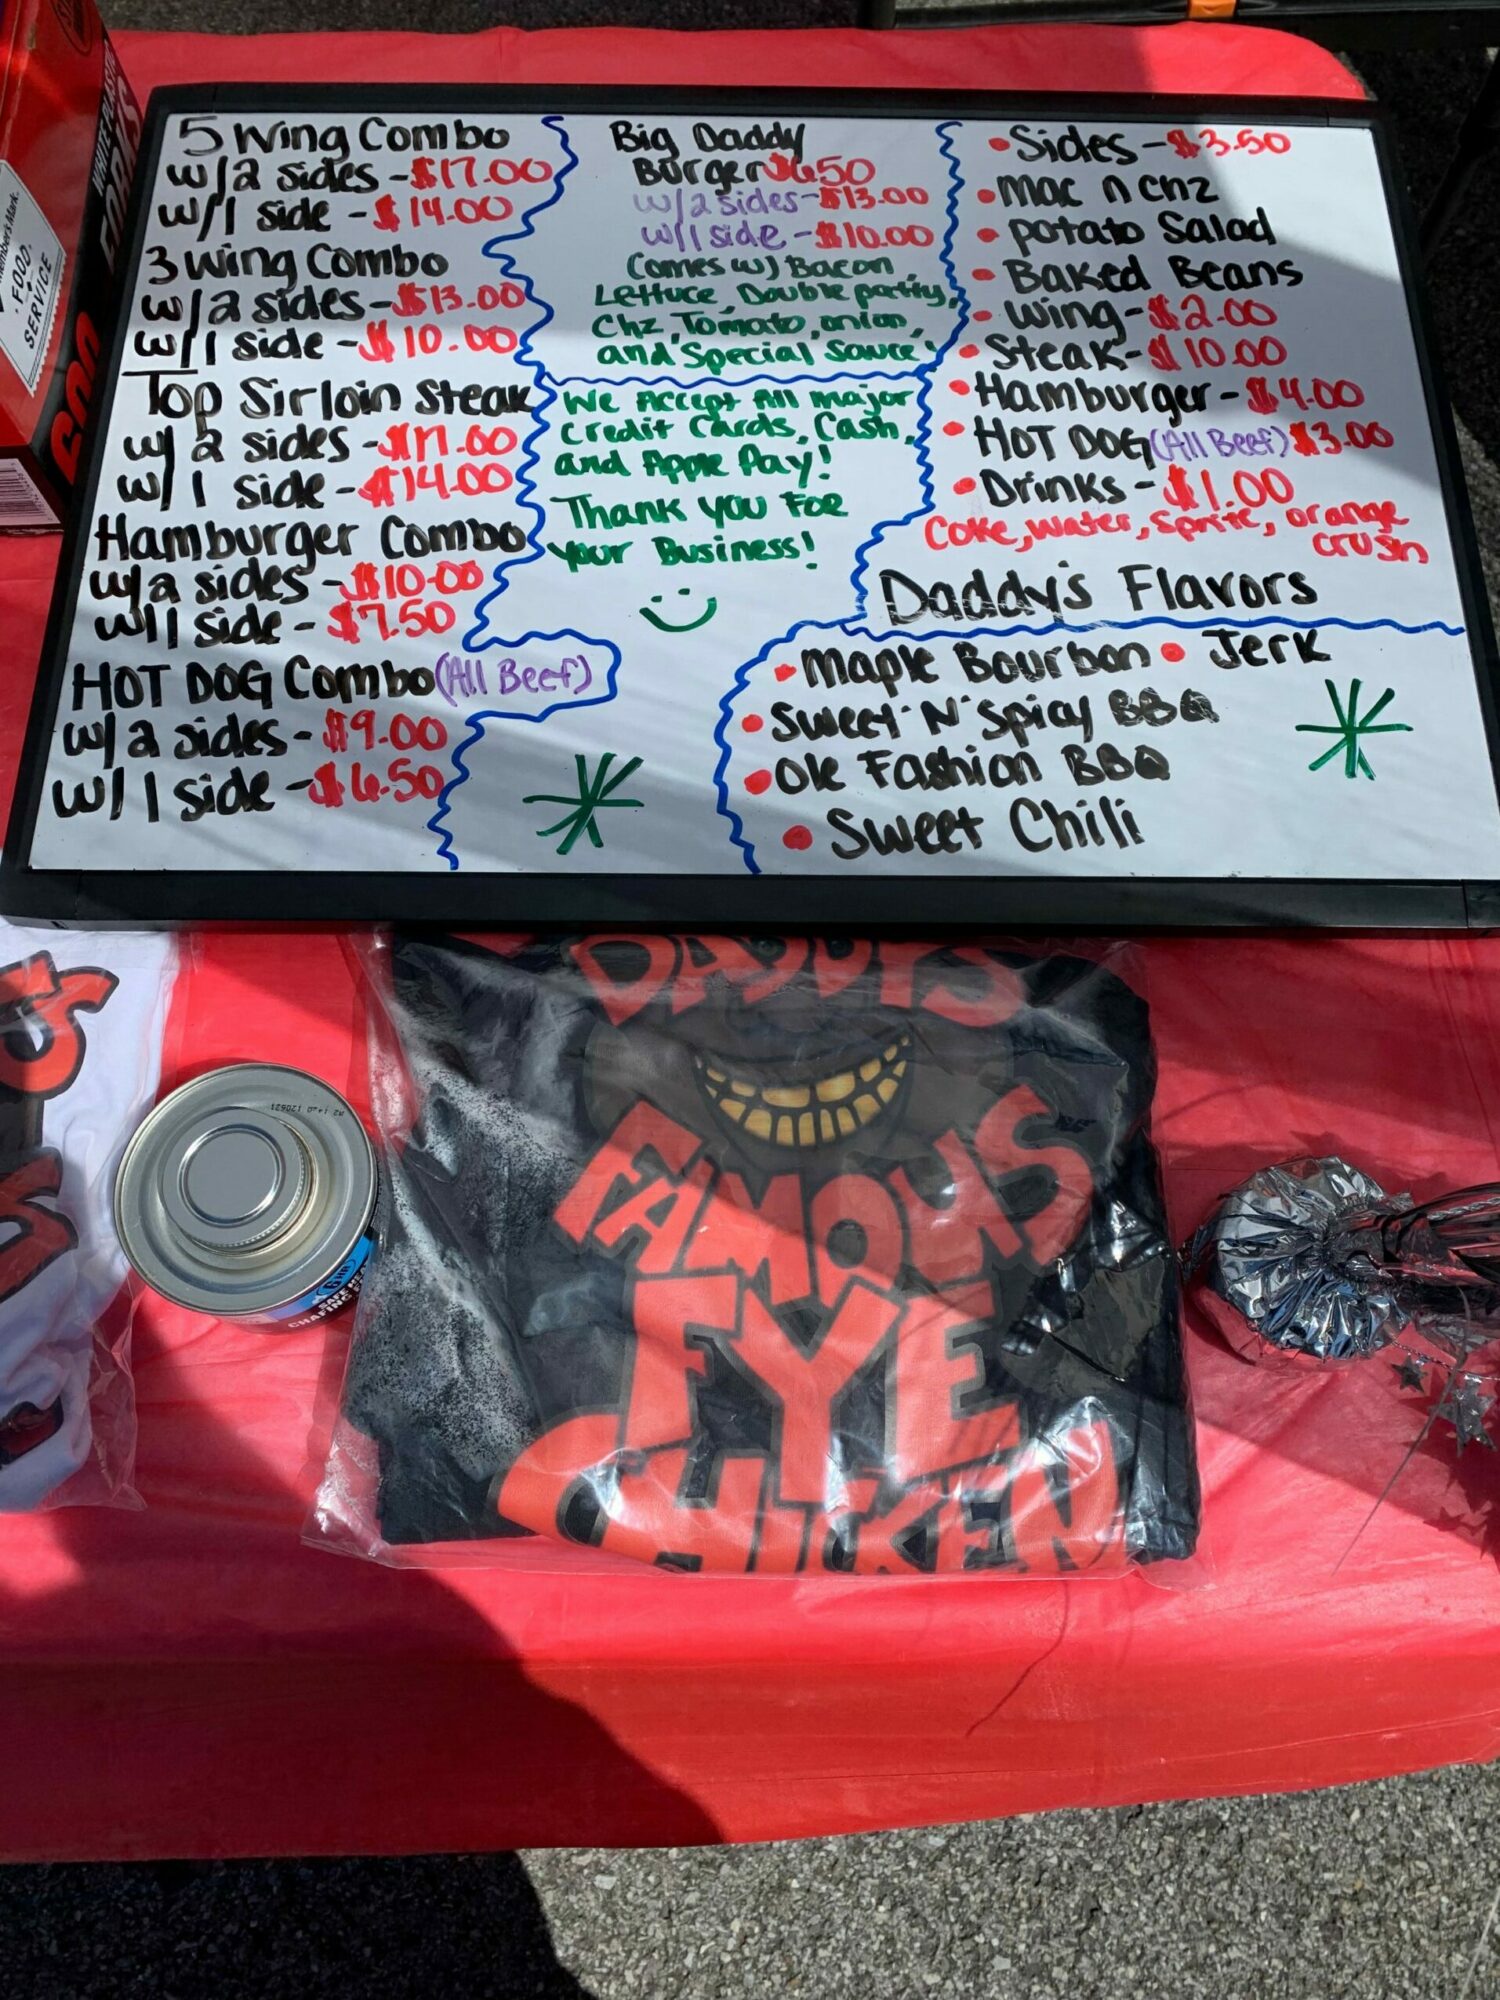 5 Wing Combo
w/2 sides - $17.00
w/1 side - $14.00
3 Wing Combo
w/2 sides - $13.00
w/1 side - $10.00
Top Sirloin Steak
w/ 2 sides - $17.00
w/ 1 side - $14.00
Hamburger Combo
w/2 sides - $10.00
w/1 side - $7.50
HOT DOG Combo (All Beef)
w/2 sides - $9.00
w/ 1 side - $6.50
Big Daddy
Burger $6.50
w/2 sides - $13.00
w/1 side - $10.00
Comes w/ Bacon,
Lettuce, Double patty,
Chz, Tomato, onion,
and "Special Sauce"
We Accept All major
Credit Cards, Cash,
and Apple Pay!
Thank you For
your Business!
• Sides - $3.50
• mac n chz
• potato Salad
• Baked Beans
• wing - $2.00
• Steak - $10.00
• Hamburger - $4.00
• HOT DOG (All Beef) $3.00
• Drinks - $1.00
Coke, Water, Sprite, orange
crush
Daddy's Flavors
• Maple Bourbon • Jerk
• Sweet 'N' Spicy BBQ
• Ole Fashion BBQ
• Sweet Chili
FORKS
Member's Mark
FOOD
SERVICE
600
DADDY'S
FAMOUS
FYE
CHICKEN
6 HR